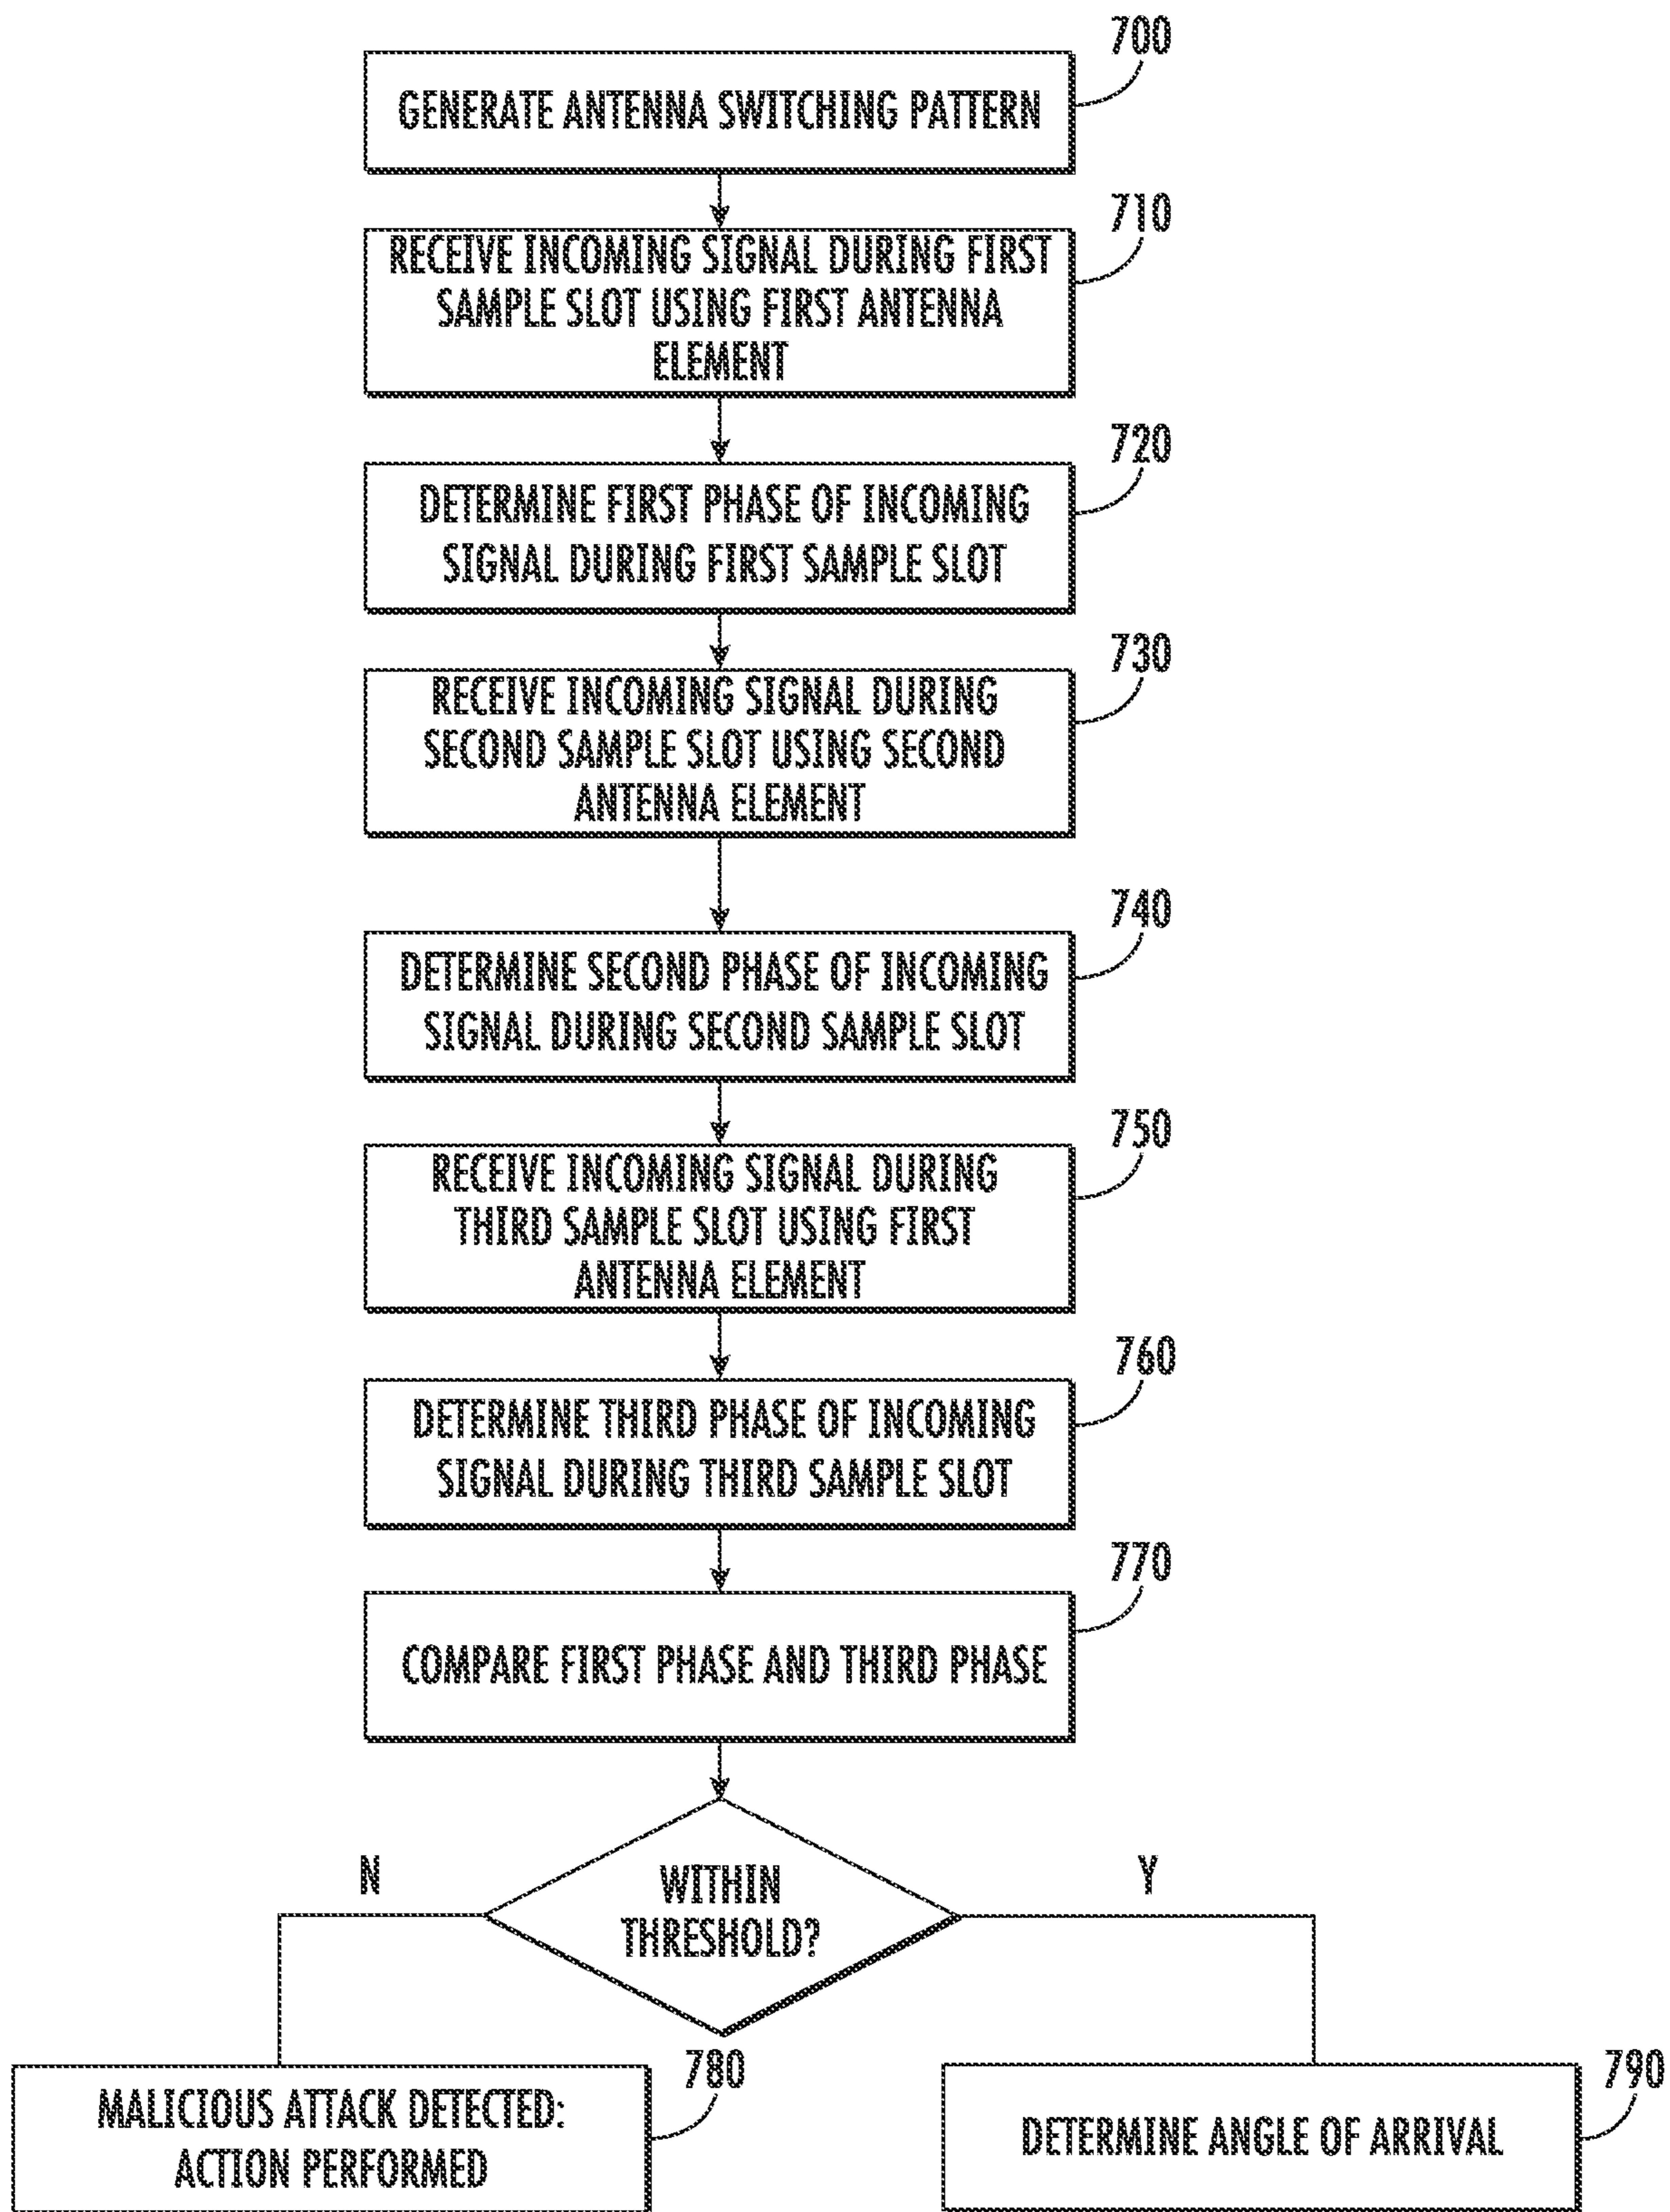 700
GENERATE ANTENNA SWITCHING PATTERN
710
RECEIVE INCOMING SIGNAL DURING FIRST
SAMPLE SLOT USING FIRST ANTENNA
ELEMENT
720
DETERMINE FIRST PHASE OF INCOMING
SIGNAL DURING FIRST SAMPLE SLOT
730
RECEIVE INCOMING SIGNAL DURING
SECOND SAMPLE SLOT USING SECOND
ANTENNA ELEMENT
740
DETERMINE SECOND PHASE OF INCOMING
SIGNAL DURING SECOND SAMPLE SLOT
750
RECEIVE INCOMING SIGNAL DURING
THIRD SAMPLE SLOT USING FIRST
ANTENNA ELEMENT
760
DETERMINE THIRD PHASE OF INCOMING
SIGNAL DURING THIRD SAMPLE SLOT
770
COMPARE FIRST PHASE AND THIRD PHASE
N
WITHIN
THRESHOLD?
Y
780
MALICIOUS ATTACK DETECTED:
ACTION PERFORMED
790
DETERMINE ANGLE OF ARRIVAL